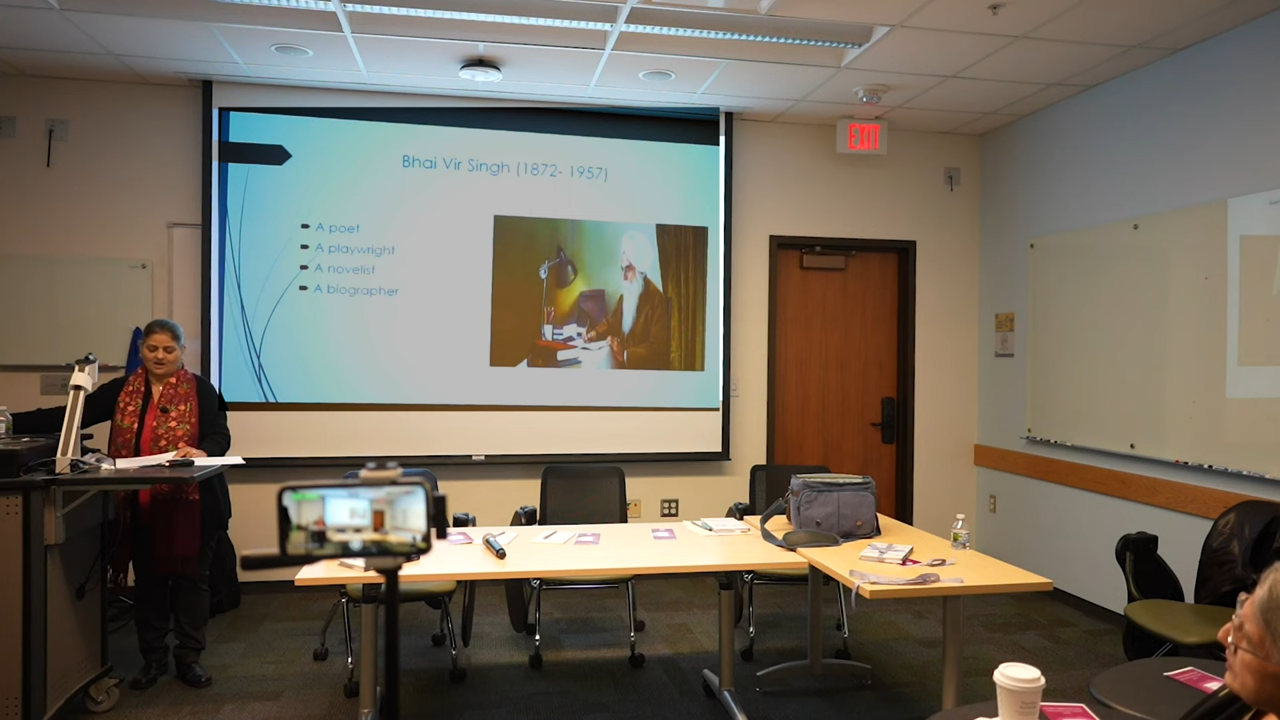 Bhai Vir Singh (1872- 1957)
A poet
A playwright
A novelist
A biographer
EXIT